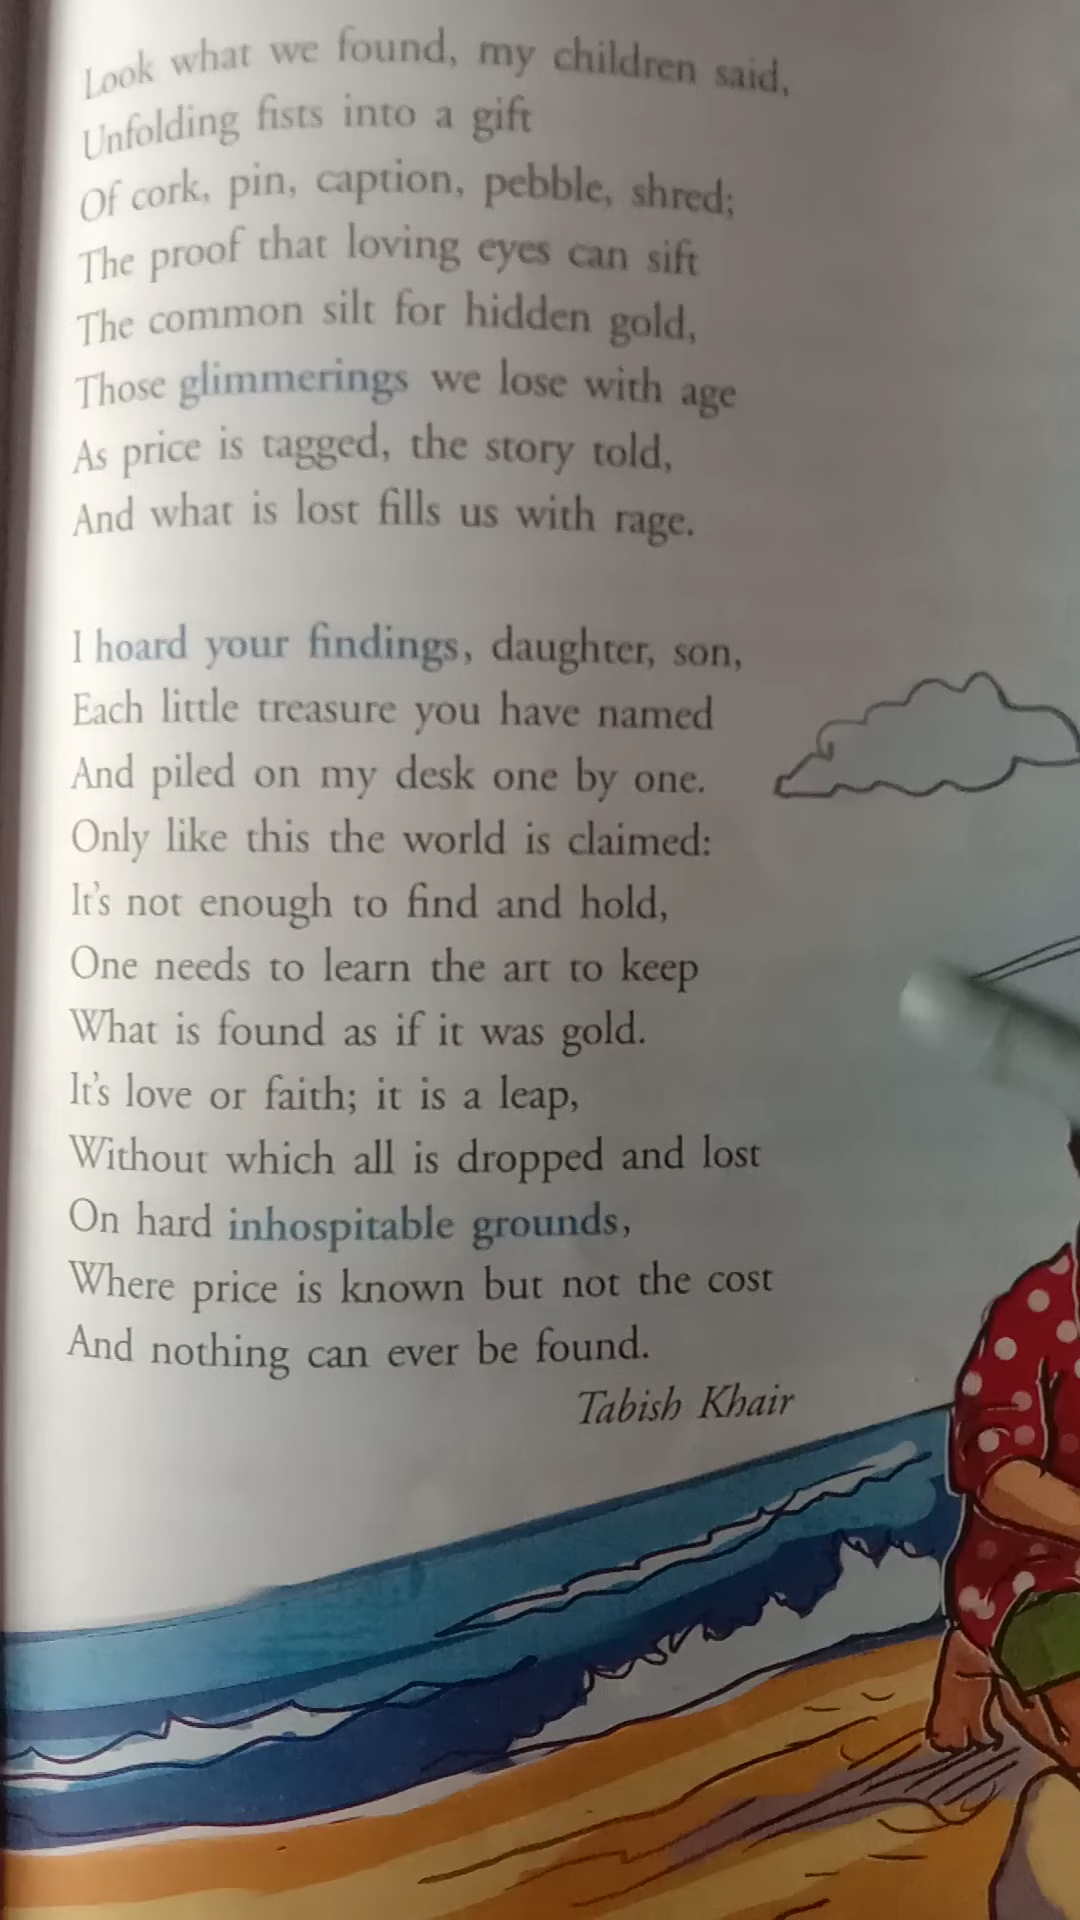 Look what we found, my children said,
Unfolding fists into a gift
Of cork, pin, caption, pebble, shred;
The proof that loving eyes can sift
The common silt for hidden gold,
Those glimmerings we lose with age
As price is tagged, the story told,
And what is lost fills us with rage.
I hoard your findings, daughter, son,
Each little treasure you have named
And piled on my desk one by one.
Only like this the world is claimed:
It's not enough to find and hold,
One needs to learn the art to keep
What is found as if it was gold.
It's love or faith; it is a leap,
Without which all is dropped and lost
On hard inhospitable grounds,
Where price is known but not the cost
And nothing can ever be found.
Tabish Khair